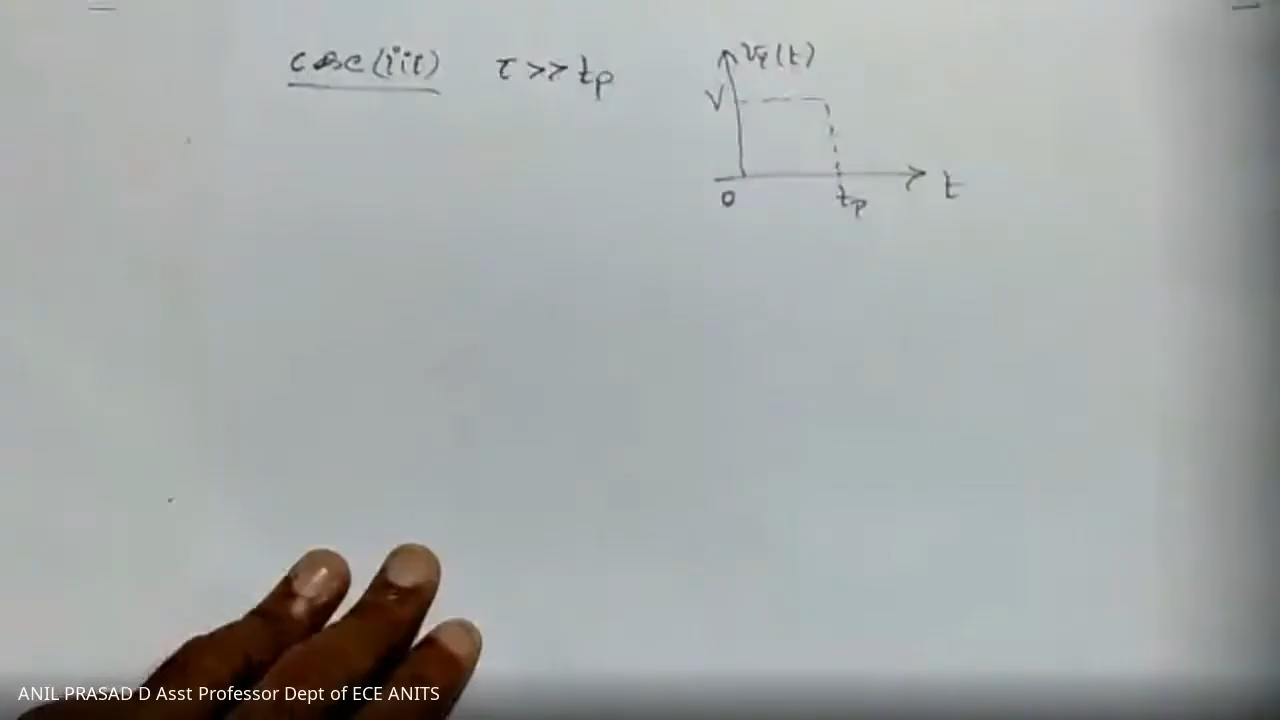 case (iii) τ >> tp
vi(t)
V
0 tp t
ANIL PRASAD D Asst Professor Dept of ECE ANITS